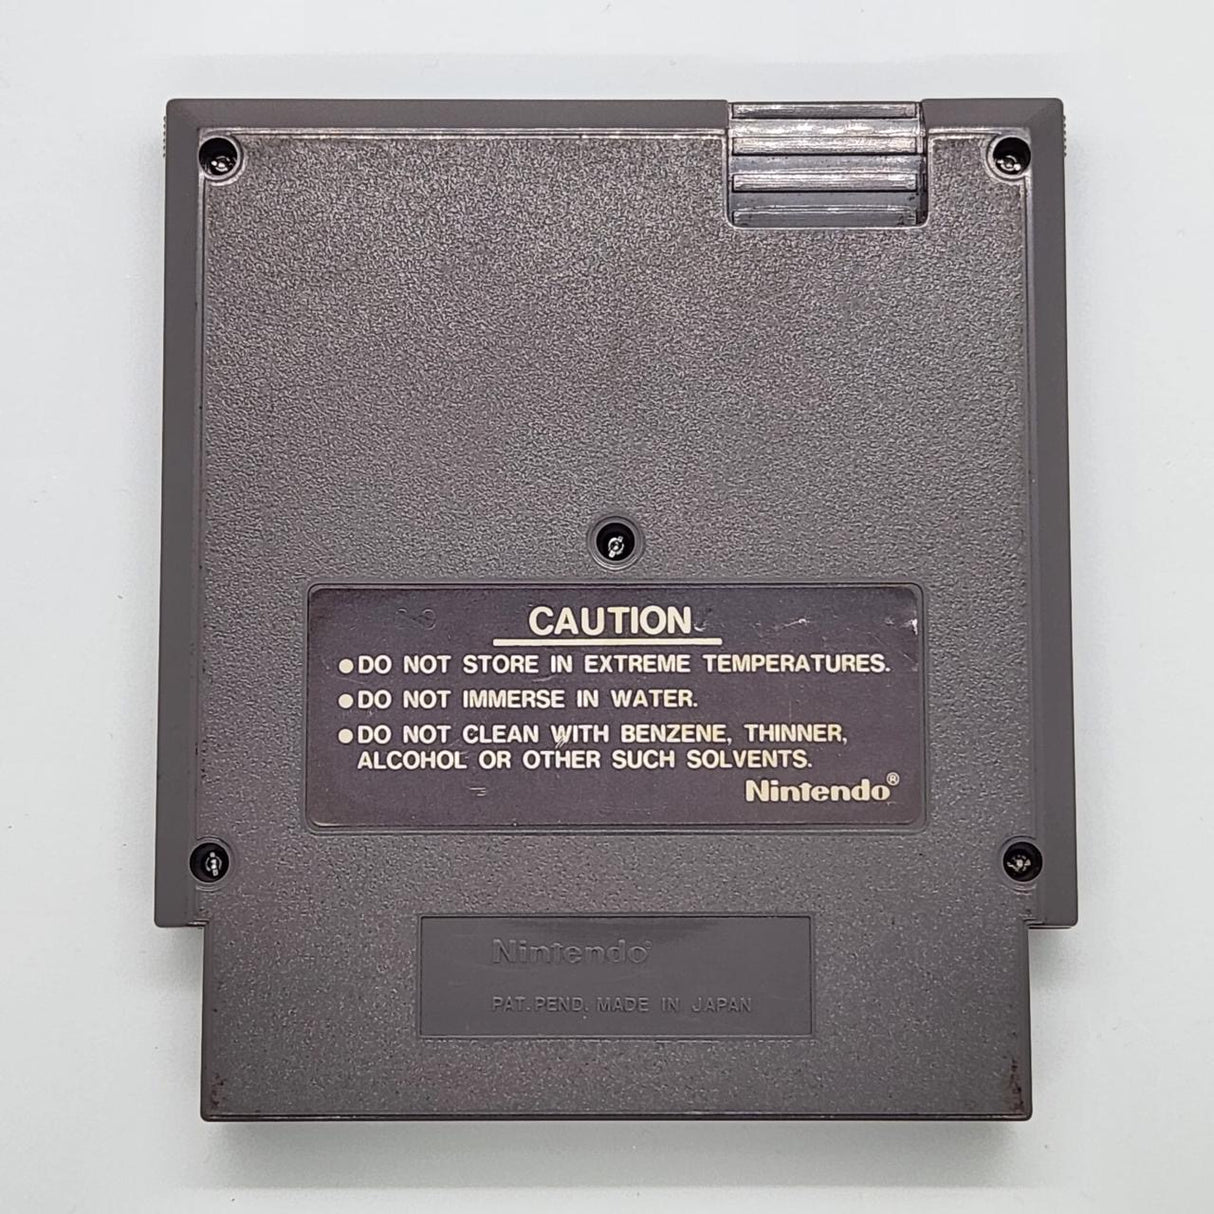 CAUTION
●DO NOT STORE IN EXTREME TEMPERATURES.
●DO NOT IMMERSE IN WATER.
●DO NOT CLEAN WITH BENZENE, THINNER,
ALCOHOL OR OTHER SUCH SOLVENTS.
Nintendo®
Nintendo®
PAT. PEND. MADE IN JAPAN